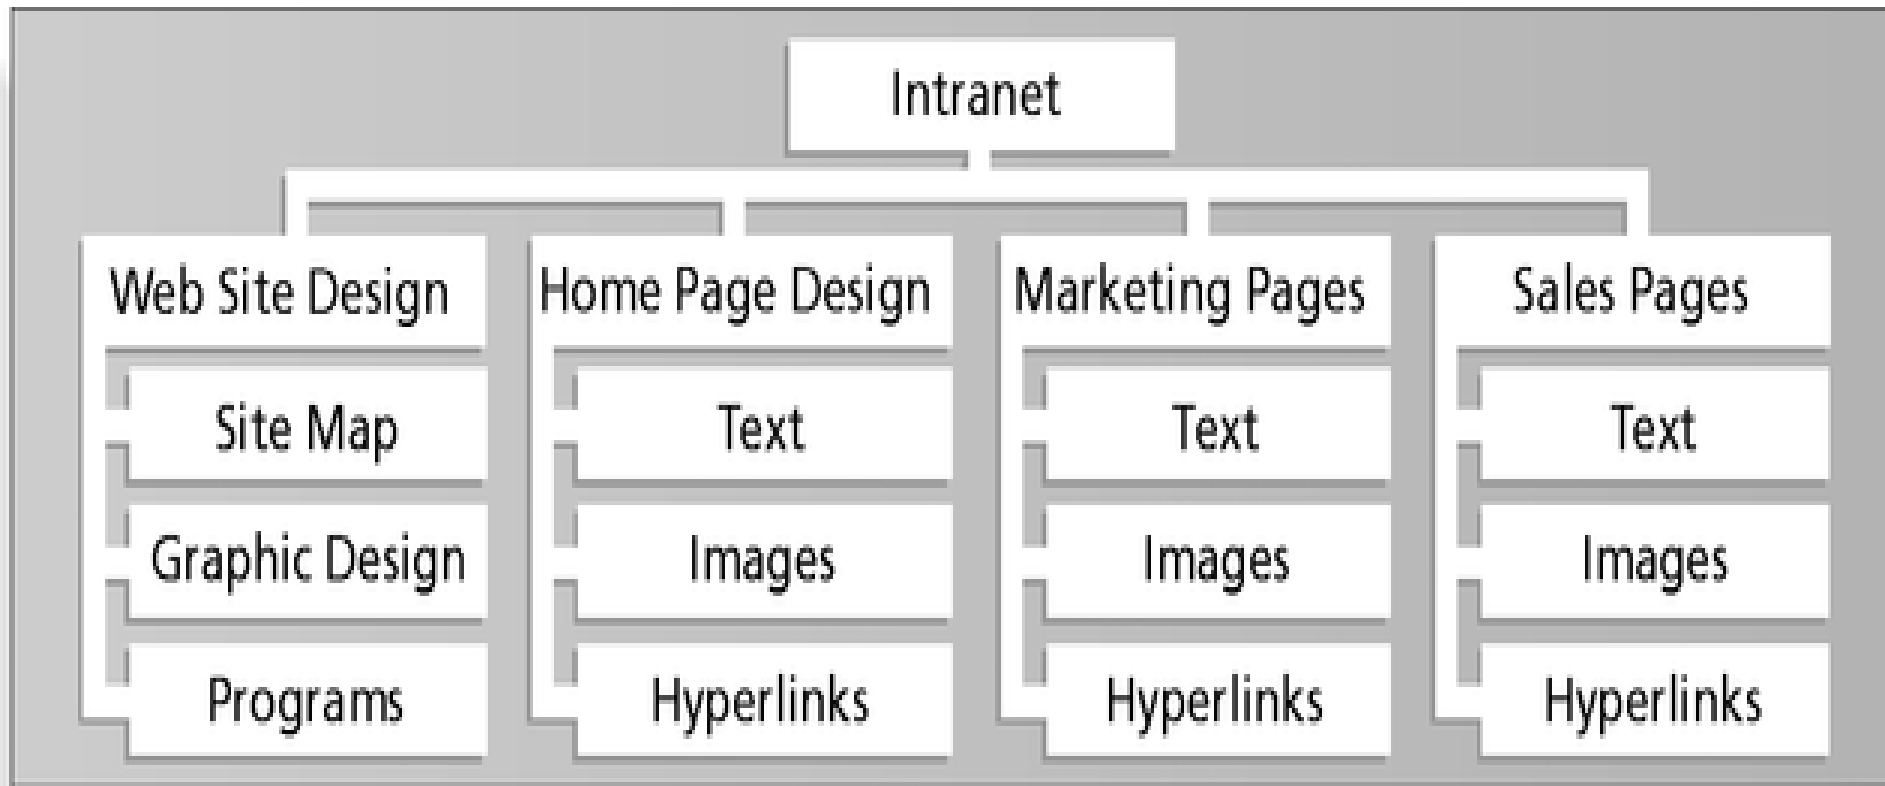 Intranet
Web Site Design
Home Page Design
Marketing Pages
Sales Pages
Site Map
Text
Text
Text
Graphic Design
Images
Images
Images
Programs
Hyperlinks
Hyperlinks
Hyperlinks